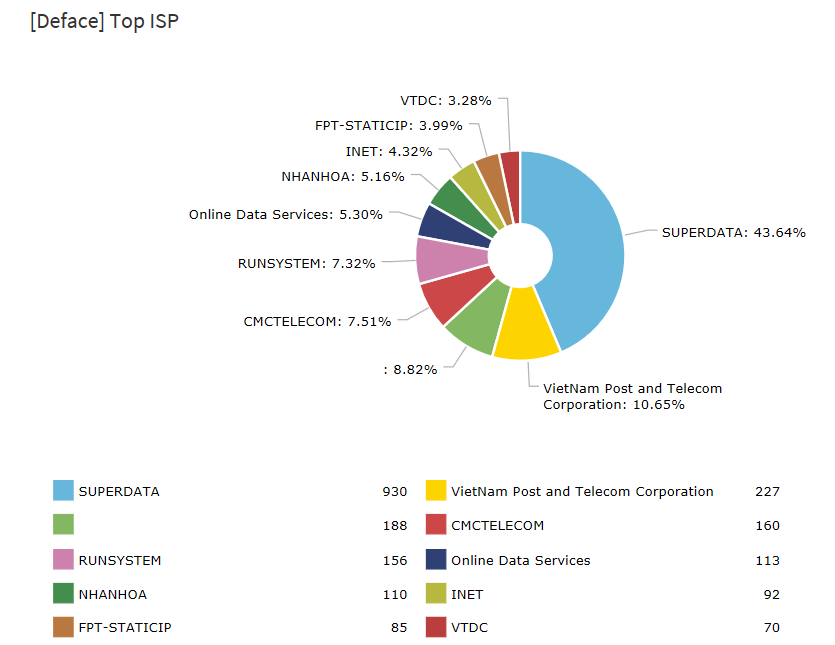 [Deface] Top ISP
VTDC: 3.28%
FPT-STATICIP: 3.99%
INET: 4.32%
NHANHOA: 5.16%
Online Data Services: 5.30%
SUPERDATA: 43.64%
RUNSYSTEM: 7.32%
CMCTELECOM: 7.51%
: 8.82%
VietNam Post and Telecom
Corporation: 10.65%
SUPERDATA 930 VietNam Post and Telecom Corporation 227
188 CMCTELECOM 160
RUNSYSTEM 156 Online Data Services 113
NHANHOA 110 INET 92
FPT-STATICIP 85 VTDC 70